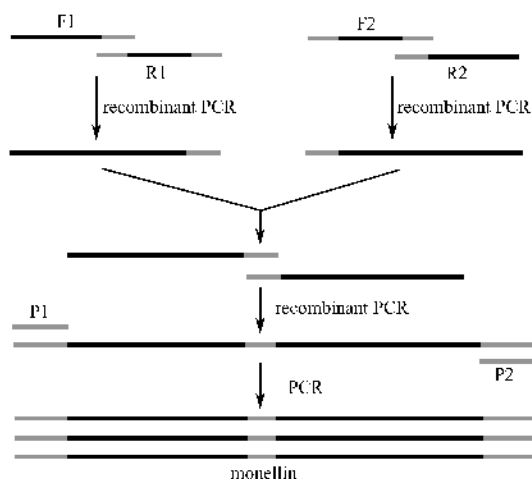 F1
F2
R1
R2
recombinant PCR
recombinant PCR
P1
recombinant PCR
P2
PCR
monellin